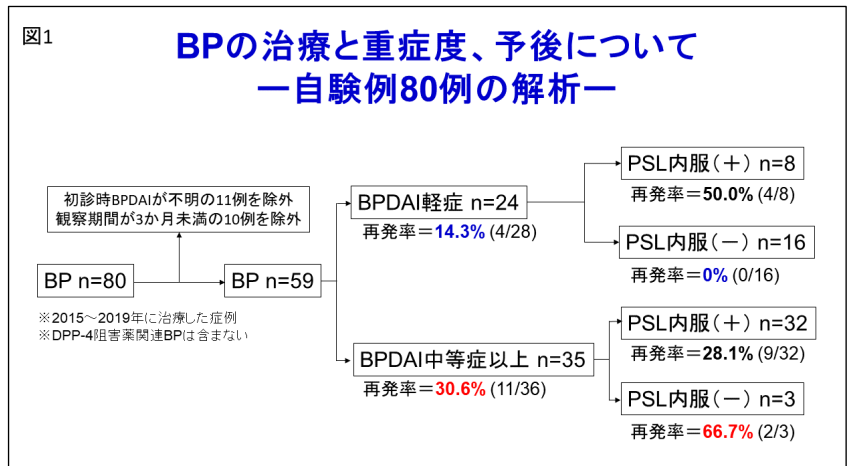 図1
BPの治療と重症度、予後について
ー自験例80例の解析ー
初診時BPDAIが不明の11例を除外
観察期間が3か月未満の10例を除外
BP n=80
BP n=59
※2015～2019年に治療した症例
※DPP-4阻害薬関連BPは含まない
BPDAI軽症 n=24
再発率＝14.3% (4/28)
PSL内服（＋） n=8
再発率＝50.0% (4/8)
PSL内服（－） n=16
再発率＝0% (0/16)
BPDAI中等症以上 n=35
再発率＝30.6% (11/36)
PSL内服（＋） n=32
再発率＝28.1% (9/32)
PSL内服（－） n=3
再発率＝66.7% (2/3)